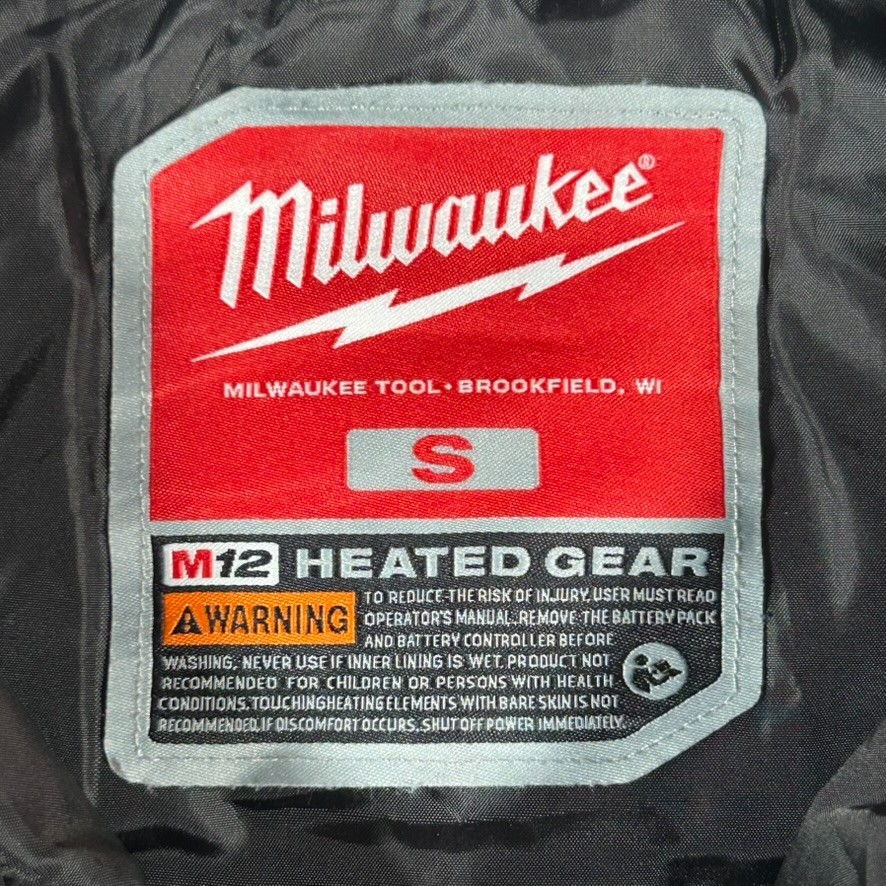 Milwaukee®
MILWAUKEE TOOL • BROOKFIELD, WI
S
M12 HEATED GEAR
WARNING TO REDUCE THE RISK OF INJURY, USER MUST READ
OPERATOR'S MANUAL. REMOVE THE BATTERY PACK
AND BATTERY CONTROLLER BEFORE
WASHING. NEVER USE IF INNER LINING IS WET. PRODUCT NOT
RECOMMENDED FOR CHILDREN OR PERSONS WITH HEALTH
CONDITIONS. TOUCHING HEATING ELEMENTS WITH BARE SKIN IS NOT
RECOMMENDED. IF DISCOMFORT OCCURS, SHUT OFF POWER IMMEDIATELY.